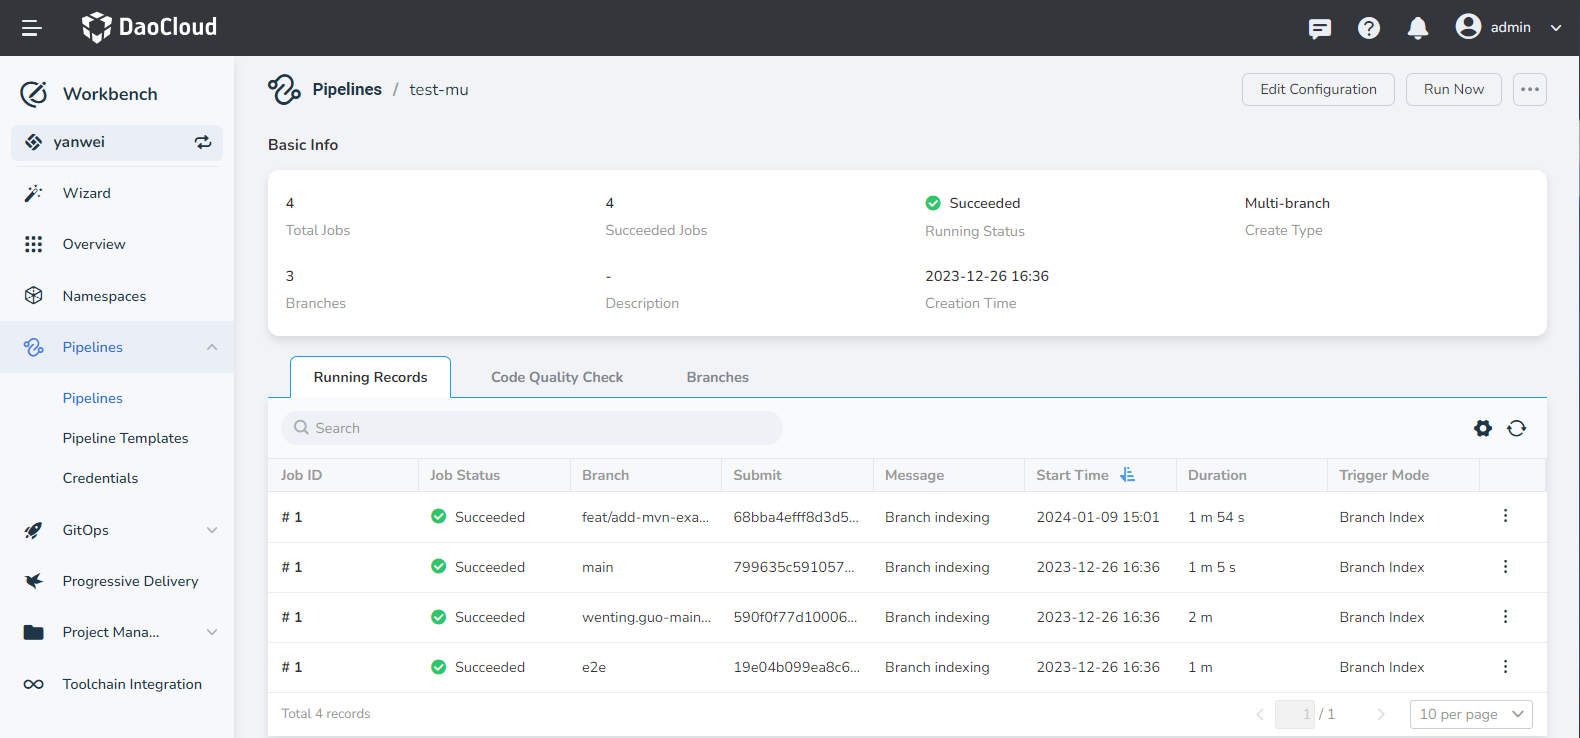 DaoCloud
admin
Workbench
yanwei
Wizard
Overview
Namespaces
Pipelines
Pipelines
Pipeline Templates
Credentials
GitOps
Progressive Delivery
Project Mana...
Toolchain Integration
Pipelines / test-mu
Edit Configuration
Run Now
Basic Info
4
Total Jobs
4
Succeeded Jobs
Succeeded
Running Status
Multi-branch
Create Type
3
Branches
-
Description
2023-12-26 16:36
Creation Time
Running Records
Code Quality Check
Branches
Search
Job ID Job Status Branch Submit Message Start Time Duration Trigger Mode
# 1 Succeeded feat/add-mvn-exa... 68bba4efff8d3d5... Branch indexing 2024-01-09 15:01 1 m 54 s Branch Index
# 1 Succeeded main 799635c591057... Branch indexing 2023-12-26 16:36 1 m 5 s Branch Index
# 1 Succeeded wenting.guo-main... 590f0f77d10006... Branch indexing 2023-12-26 16:36 2 m Branch Index
# 1 Succeeded e2e 19e04b099ea8c6... Branch indexing 2023-12-26 16:36 1 m Branch Index
Total 4 records
1 / 1
10 per page